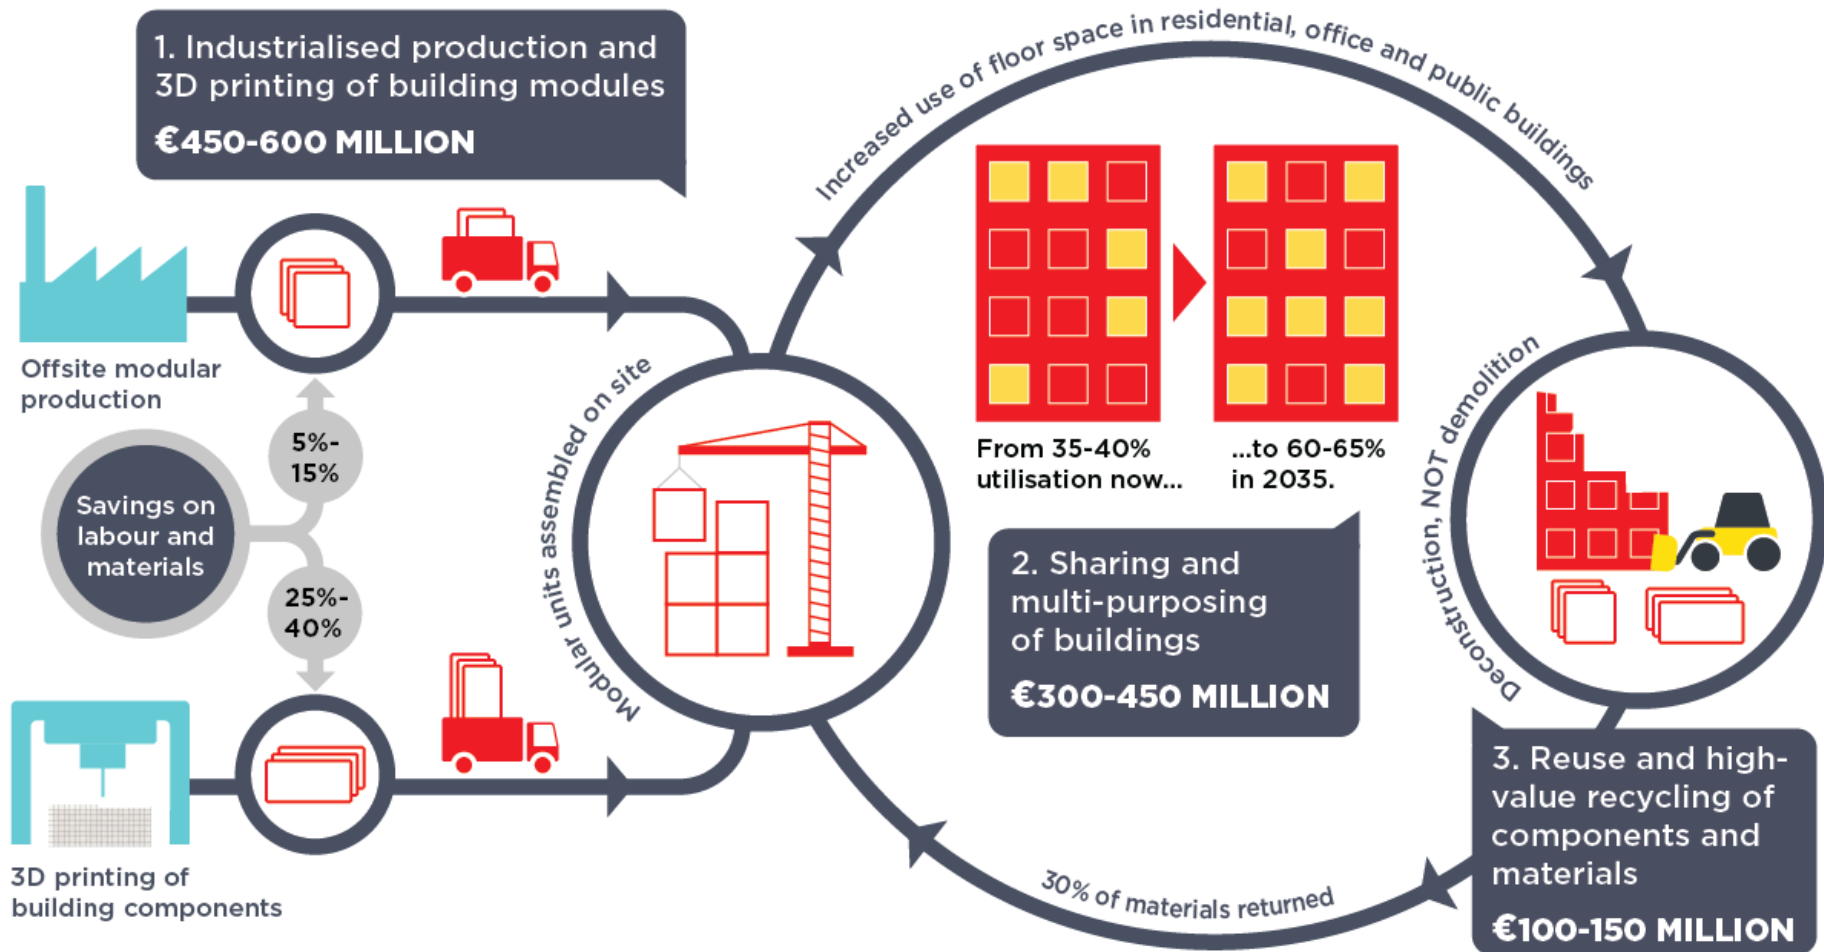 1. Industrialised production and
3D printing of building modules
€450-600 MILLION
Offsite modular
production
5%-
15%
Savings on
labour and
materials
25%-
40%
3D printing of
building components
Modular units assembled on site
Increased use of floor space in residential, office and public buildings
From 35-40%
utilisation now...
...to 60-65%
in 2035.
2. Sharing and
multi-purposing
of buildings
€300-450 MILLION
Deconstruction, NOT demolition
3. Reuse and high-
value recycling of
components and
materials
€100-150 MILLION
30% of materials returned